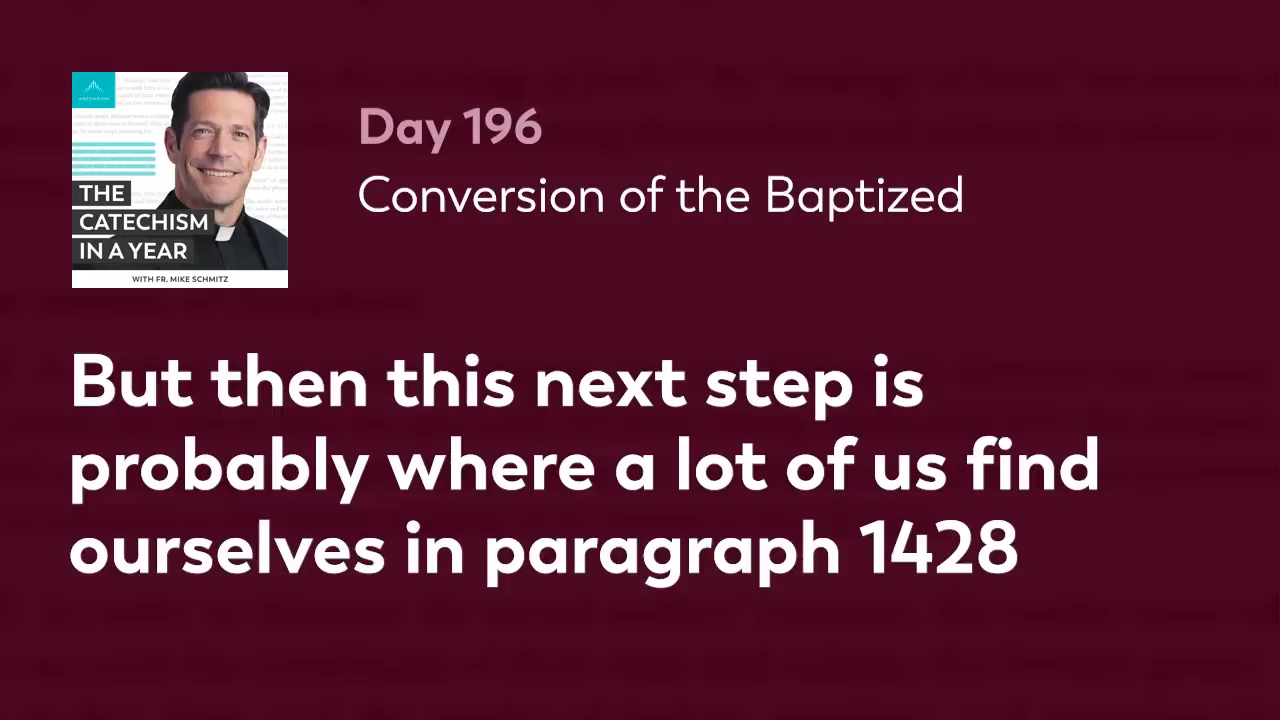 ASCENSION
THE
CATECHISM
IN A YEAR
WITH FR. MIKE SCHMITZ
Day 196
Conversion of the Baptized
But then this next step is
probably where a lot of us find
ourselves in paragraph 1428